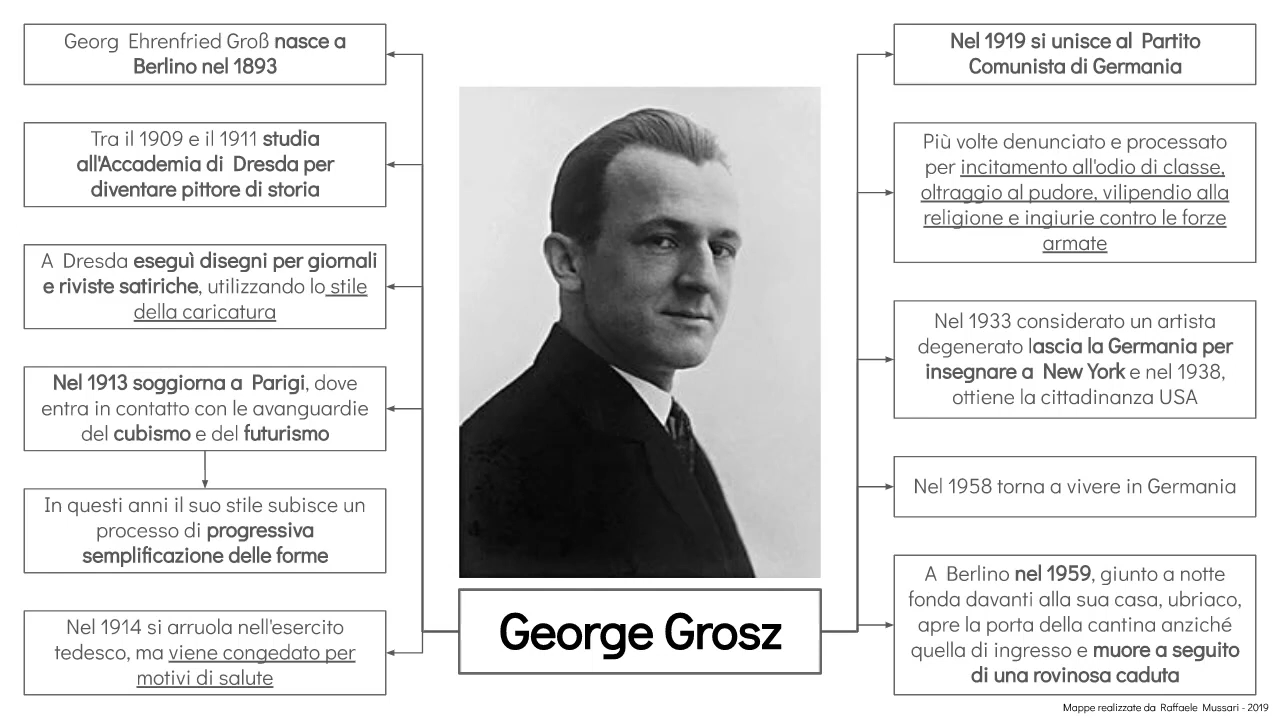 Georg Ehrenfried Groß nasce a
Berlino nel 1893
Tra il 1909 e il 1911 studia
all'Accademia di Dresda per
diventare pittore di storia
A Dresda eseguì disegni per giornali
e riviste satiriche, utilizzando lo stile
della caricatura
Nel 1913 soggiorna a Parigi, dove
entra in contatto con le avanguardie
del cubismo e del futurismo
In questi anni il suo stile subisce un
processo di progressiva
semplificazione delle forme
Nel 1914 si arruola nell'esercito
tedesco, ma viene congedato per
motivi di salute
George Grosz
Nel 1919 si unisce al Partito
Comunista di Germania
Più volte denunciato e processato
per incitamento all'odio di classe,
oltraggio al pudore, vilipendio alla
religione e ingiurie contro le forze
armate
Nel 1933 considerato un artista
degenerato lascia la Germania per
insegnare a New York e nel 1938,
ottiene la cittadinanza USA
Nel 1958 torna a vivere in Germania
A Berlino nel 1959, giunto a notte
fonda davanti alla sua casa, ubriaco,
apre la porta della cantina anziché
quella di ingresso e muore a seguito
di una rovinosa caduta
Mappe realizzate da Raffaele Mussari - 2019